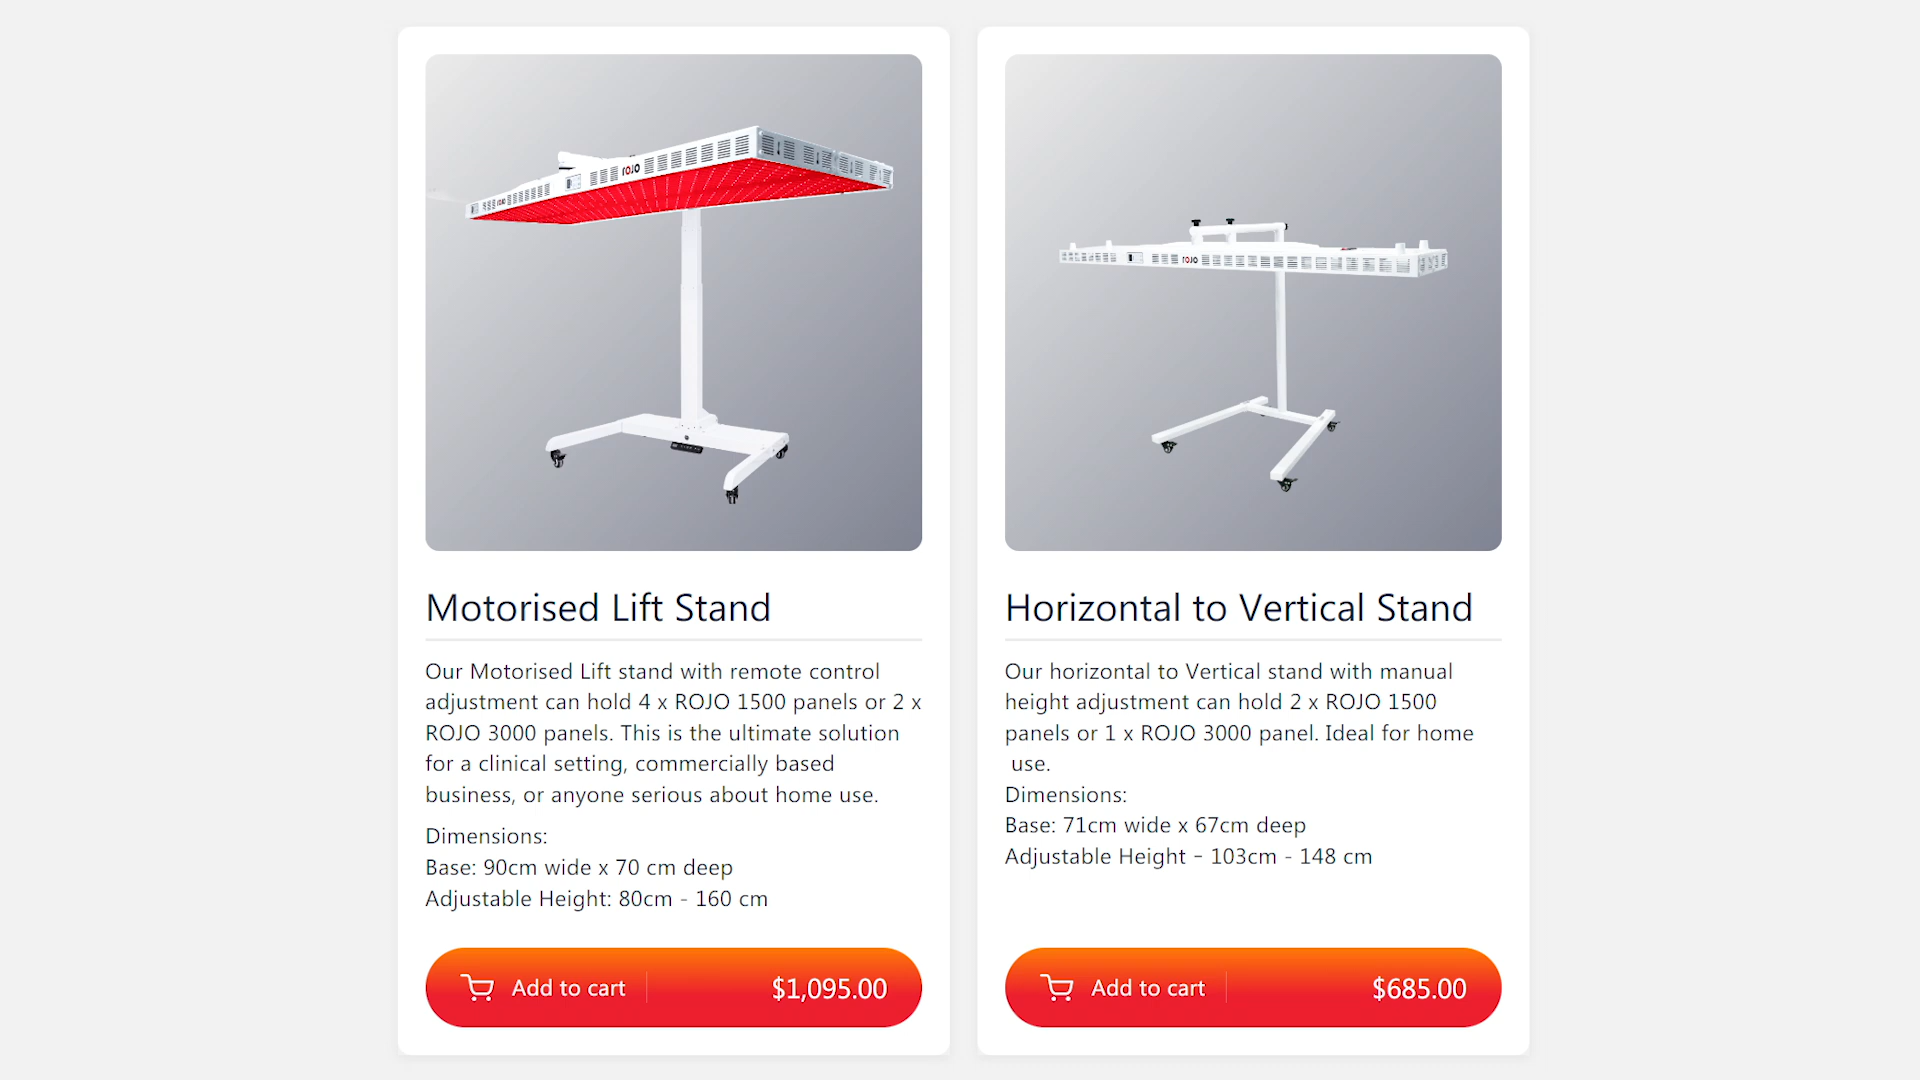 ROJO
ROJO
Motorised Lift Stand
Our Motorised Lift stand with remote control
adjustment can hold 4 x ROJO 1500 panels or 2 x
ROJO 3000 panels. This is the ultimate solution
for a clinical setting, commercially based
business, or anyone serious about home use.
Dimensions:
Base: 90cm wide x 70 cm deep
Adjustable Height: 80cm - 160 cm
Add to cart
$1,095.00
ROJO
Horizontal to Vertical Stand
Our horizontal to Vertical stand with manual
height adjustment can hold 2 x ROJO 1500
panels or 1 x ROJO 3000 panel. Ideal for home
use.
Dimensions:
Base: 71cm wide x 67cm deep
Adjustable Height – 103cm - 148 cm
Add to cart
$685.00